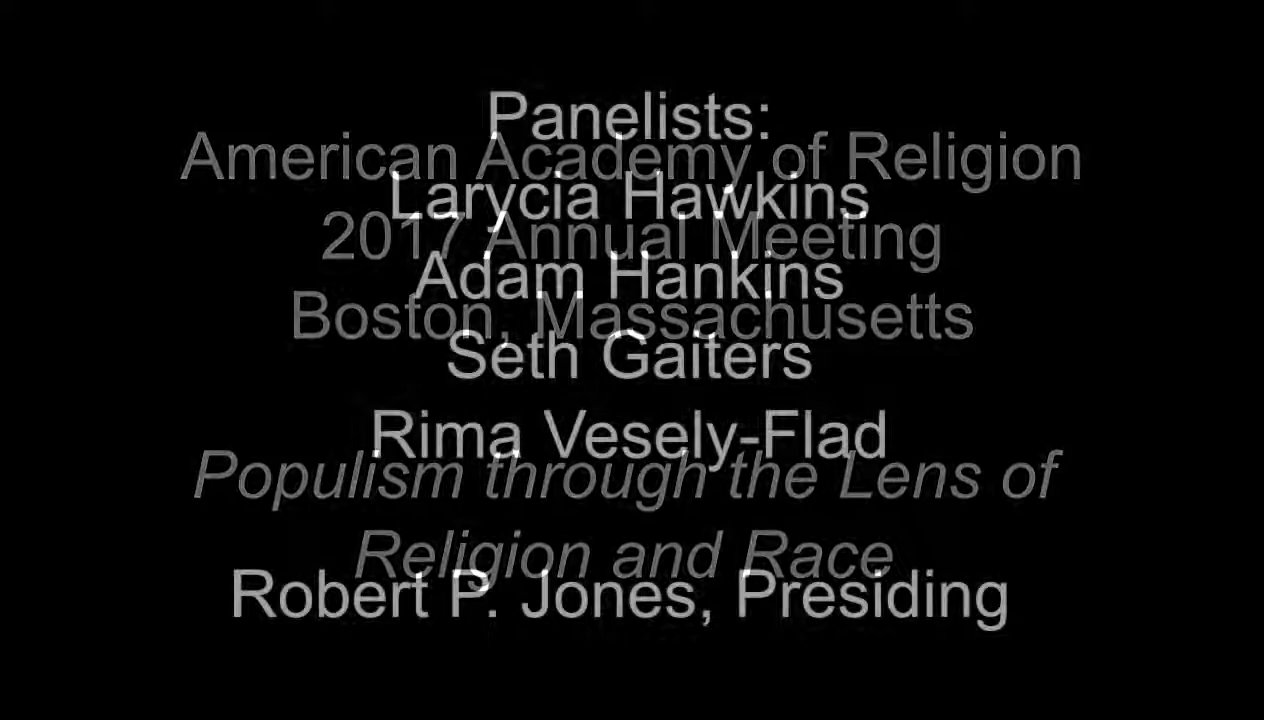 American Academy of Religion
2017 Annual Meeting
Boston, Massachusetts
Populism through the Lens of
Religion and Race
Panelists:
Larycia Hawkins
Adam Hankins
Seth Gaiters
Rima Vesely-Flad
Robert P. Jones, Presiding